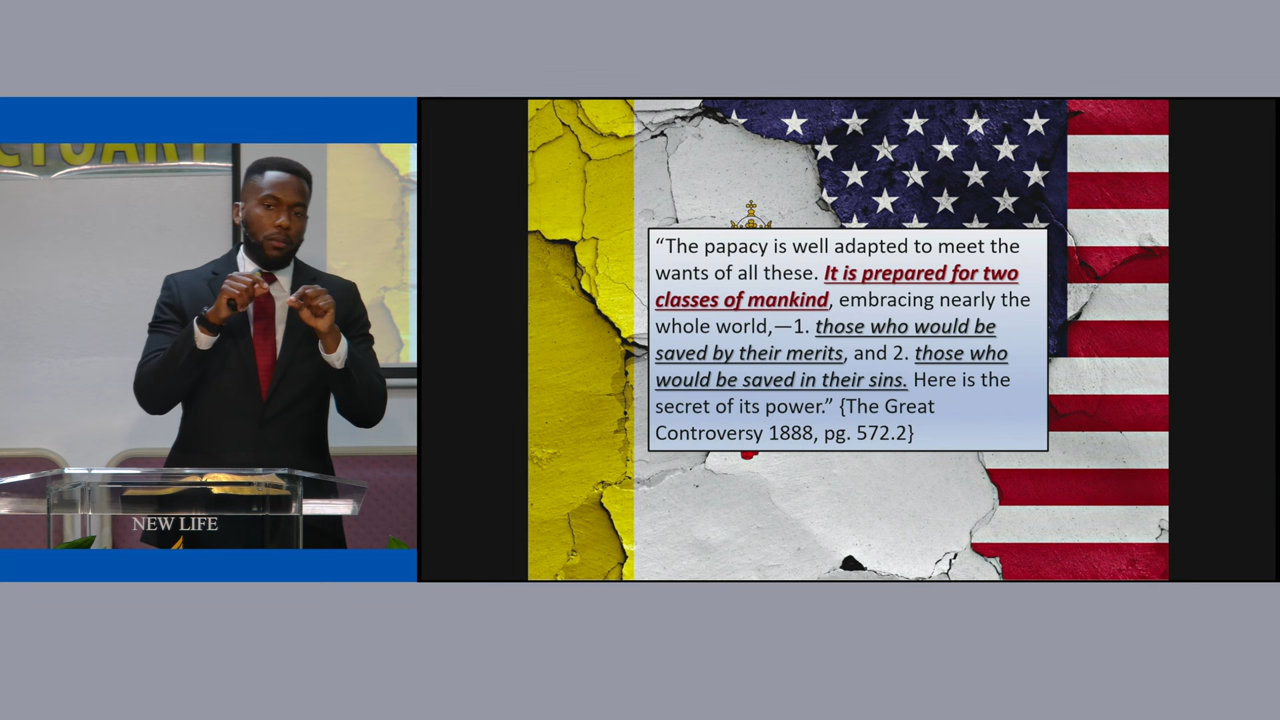 CTUARY
NEW LIFE
“The papacy is well adapted to meet the
wants of all these. It is prepared for two
classes of mankind, embracing nearly the
whole world,—1. those who would be
saved by their merits, and 2. those who
would be saved in their sins. Here is the
secret of its power.” {The Great
Controversy 1888, pg. 572.2}